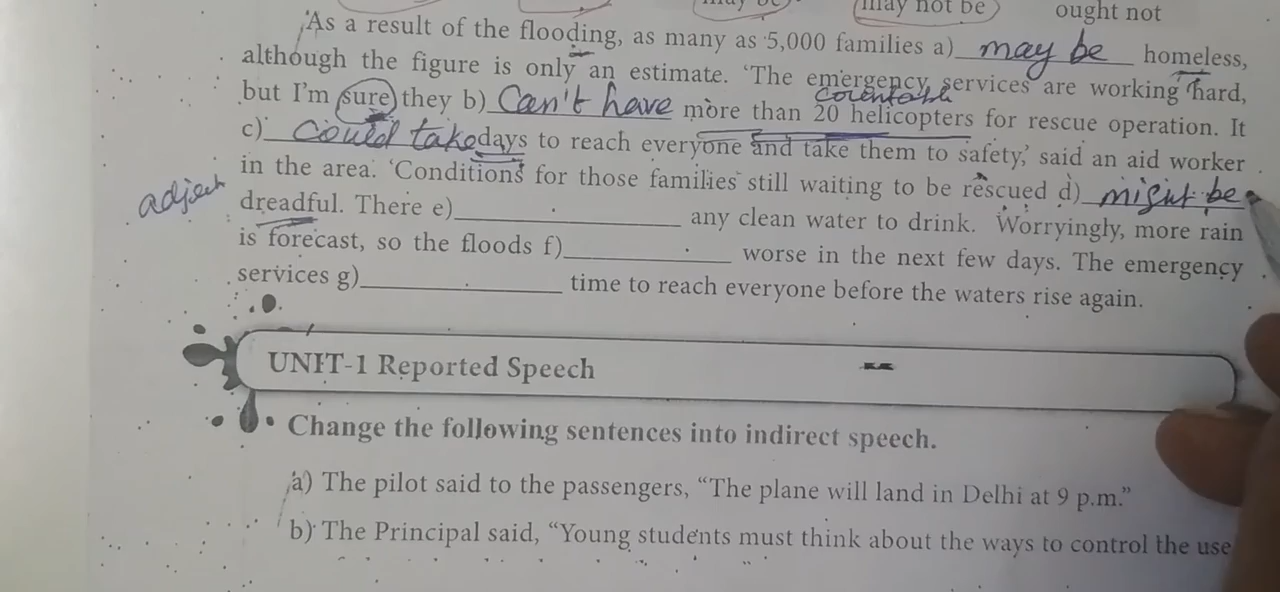 may be may not be ought not
'As a result of the flooding, as many as 5,000 families a) may be homeless,
although the figure is only an estimate. 'The emergency services are working hard,
countable
but I'm sure they b) Can't have more than 20 helicopters for rescue operation. It
c) Could take days to reach everyone and take them to safety,' said an aid worker
in the area. 'Conditions for those families still waiting to be rescued d) might be
adject
dreadful. There e) any clean water to drink. Worryingly, more rain
is forecast, so the floods f) worse in the next few days. The emergency
services g) time to reach everyone before the waters rise again.
UNIT-1 Reported Speech
• Change the following sentences into indirect speech.
a) The pilot said to the passengers, "The plane will land in Delhi at 9 p.m."
b) The Principal said, "Young students must think about the ways to control the use